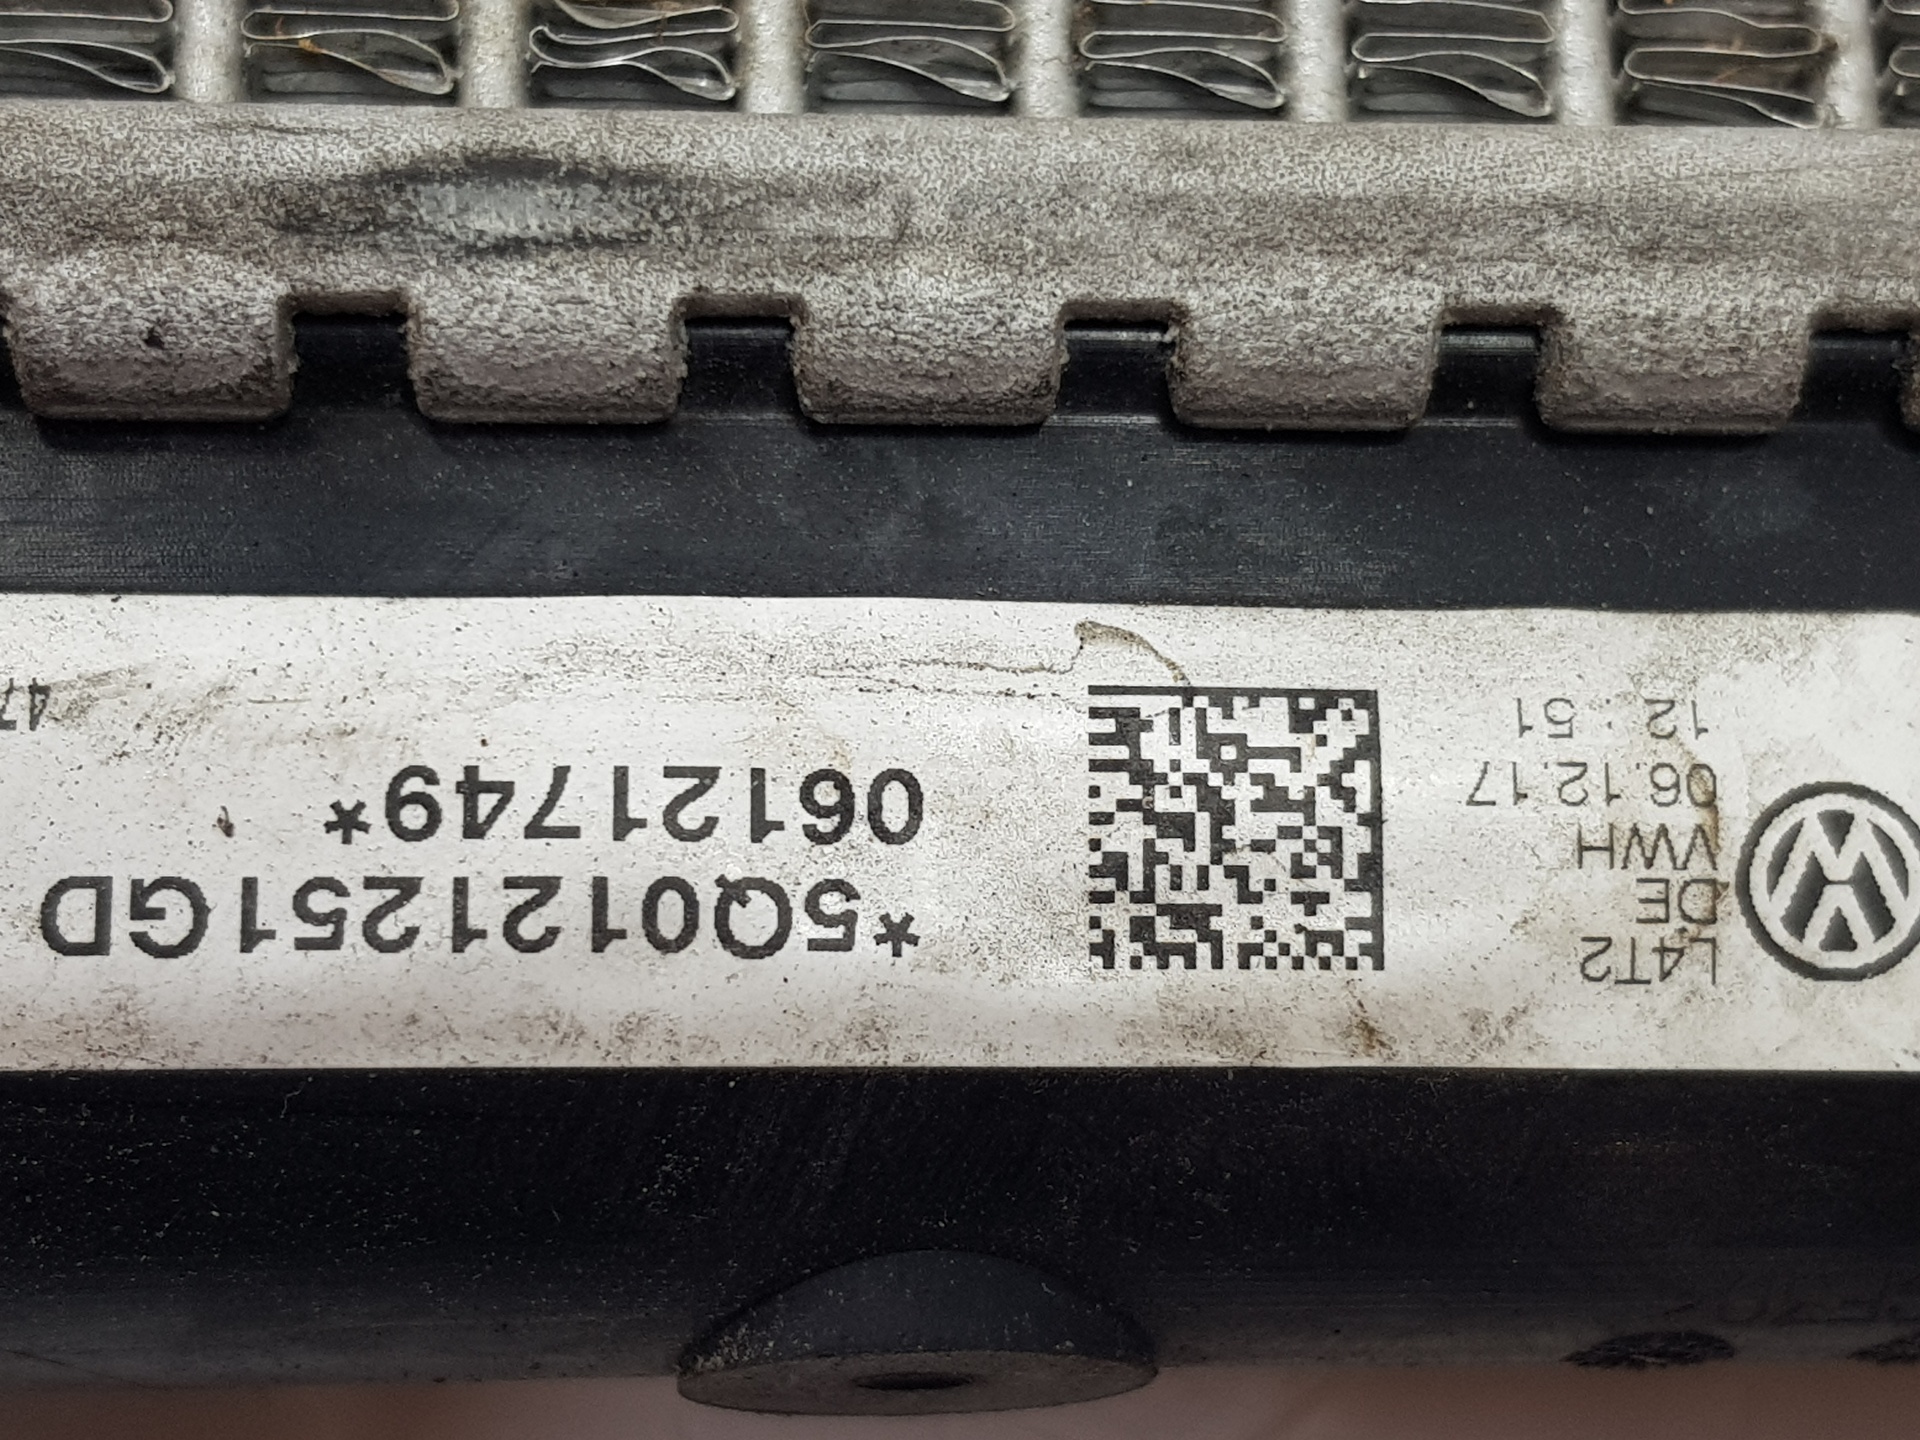 L4T2
DE
VWH
06.12.17
12 : 51
*5Q0121251GD
06121749*